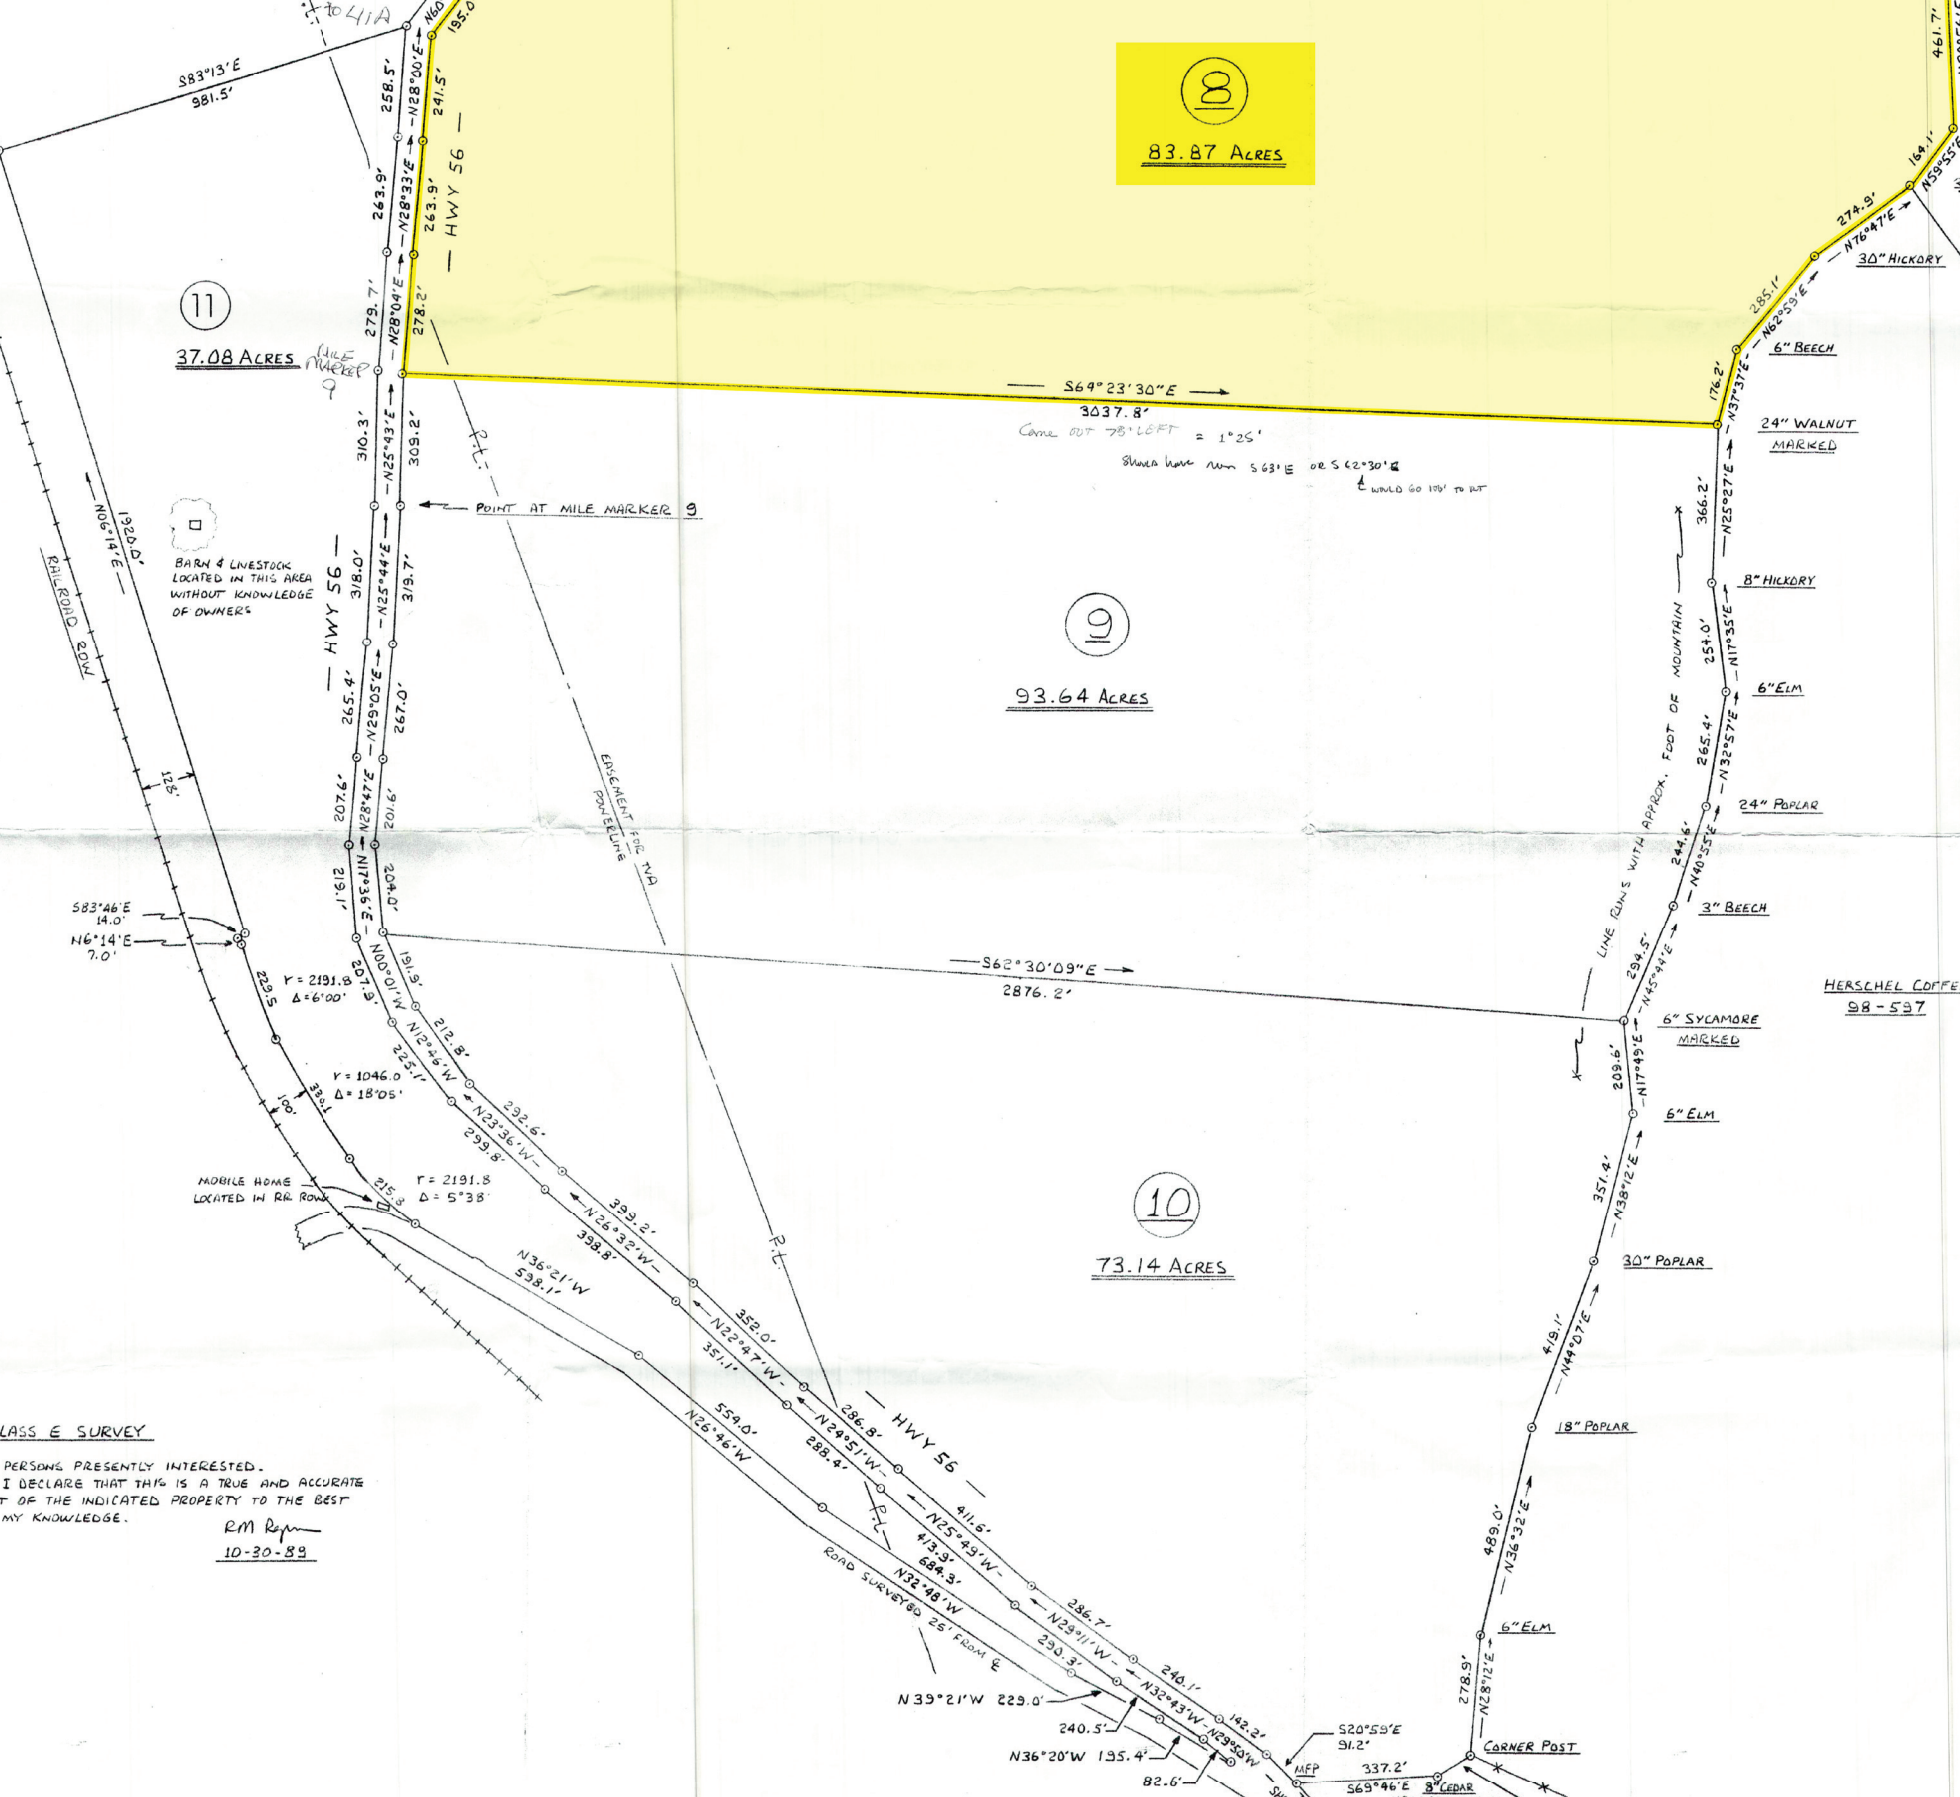 to 41A
S83°13'E
981.5'
258.5'
N28°00'E
241.5'
N60
195.0
263.9'
N28°33'E
263.9'
— HWY 56 —
279.7'
N28°04'E
278.2'
8
83.87 ACRES
461.7'
164.1'
N59°55'E
274.9'
N76°47'E
30" HICKORY
285.1'
N62°59'E
6" BEECH
176.2'
N37°37'E
24" WALNUT
MARKED
11
37.08 ACRES
MILE
MARKER
9
S64°23'30"E
3037.8'
Come OUT 75' LEFT = 1°25'
Should have run S63°E OR S62°30'E
WOULD GO 100' TO RT
310.3'
N25°43'E
309.2'
POINT AT MILE MARKER 9
P.L.
366.2'
N25°27'E
8" HICKORY
N06°14'E
1920.0'
RAILROAD ROW
BARN & LIVESTOCK
LOCATED IN THIS AREA
WITHOUT KNOWLEDGE
OF OWNERS
— HWY 56 —
318.0'
N25°44'E
319.7'
9
93.64 ACRES
LINE RUNS WITH APPROX. FOOT OF MOUNTAIN
257.0'
N17°35'E
6" ELM
265.4'
N29°05'E
267.0'
265.4'
N32°57'E
24" POPLAR
128'
207.6'
N28°47'E
201.6'
EASEMENT FOR TVA
POWERLINE
244.6'
N40°55'E
3" BEECH
219.1'
N17°36'E
204.0'
S83°46'E
14.0'
N6°14'E
7.0'
229.5
r = 2191.8
Δ = 6°00'
207.9'
N00°01'W
191.9'
S62°30'09"E
2876.2'
294.5'
N45°44'E
HERSCHEL COFFE
98-597
6" SYCAMORE
MARKED
225.1'
N12°46'W
212.8'
r = 1046.0
Δ = 18°05'
330.1
100'
209.6'
N17°49'E
6" ELM
299.8'
N23°36'W
292.6'
MOBILE HOME
LOCATED IN RR ROW
215.3
r = 2191.8
Δ = 5°38'
10
73.14 ACRES
351.4'
N38°12'E
30" POPLAR
N36°21'W
598.1'
398.8'
N26°32'W
399.2'
P.L.
419.1'
N44°07'E
18" POPLAR
351.1'
N22°47'W
352.0'
559.0'
N26°46'W
288.4'
N24°51'W
286.8'
— HWY 56 —
LASS E SURVEY
PERSONS PRESENTLY INTERESTED.
I DECLARE THAT THIS IS A TRUE AND ACCURATE
T OF THE INDICATED PROPERTY TO THE BEST
MY KNOWLEDGE.
10-30-89
P.L.
413.9'
N25°49'W
411.6'
684.3'
N32°48'W
ROAD SURVEYED 25' FROM ℄
489.0'
N36°32'E
6" ELM
290.3'
N29°11'W
286.7'
N39°21'W 229.0'
240.5'
N32°43'W
240.1'
N36°20'W 195.4'
82.6'
N29°50'W
142.2'
S20°59'E
91.2'
278.9'
N28°12'E
CORNER POST
MFP
337.2'
S69°46'E
8" CEDAR